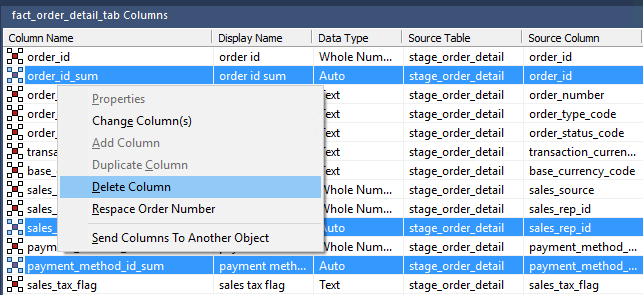 fact_order_detail_tab Columns
Column Name Display Name Data Type Source Table Source Column
order_id order id Whole Num... stage_order_detail order_id
order_id_sum order id sum Auto stage_order_detail order_id
order_ Text stage_order_detail order_number
order_ Text stage_order_detail order_type_code
order_ Text stage_order_detail order_status_code
transac Text stage_order_detail transaction_curren...
base_ Text stage_order_detail base_currency_code
sales_ Whole Num... stage_order_detail sales_source
sales_ Whole Num... stage_order_detail sales_rep_id
sales_ Auto stage_order_detail sales_rep_id
payme Whole Num... stage_order_detail payment_method_...
payment_method_id_sum payment meth... Auto stage_order_detail payment_method_...
sales_tax_flag sales tax flag Text stage_order_detail sales_tax_flag
Properties
Change Column(s)
Add Column
Duplicate Column
Delete Column
Respace Order Number
Send Columns To Another Object